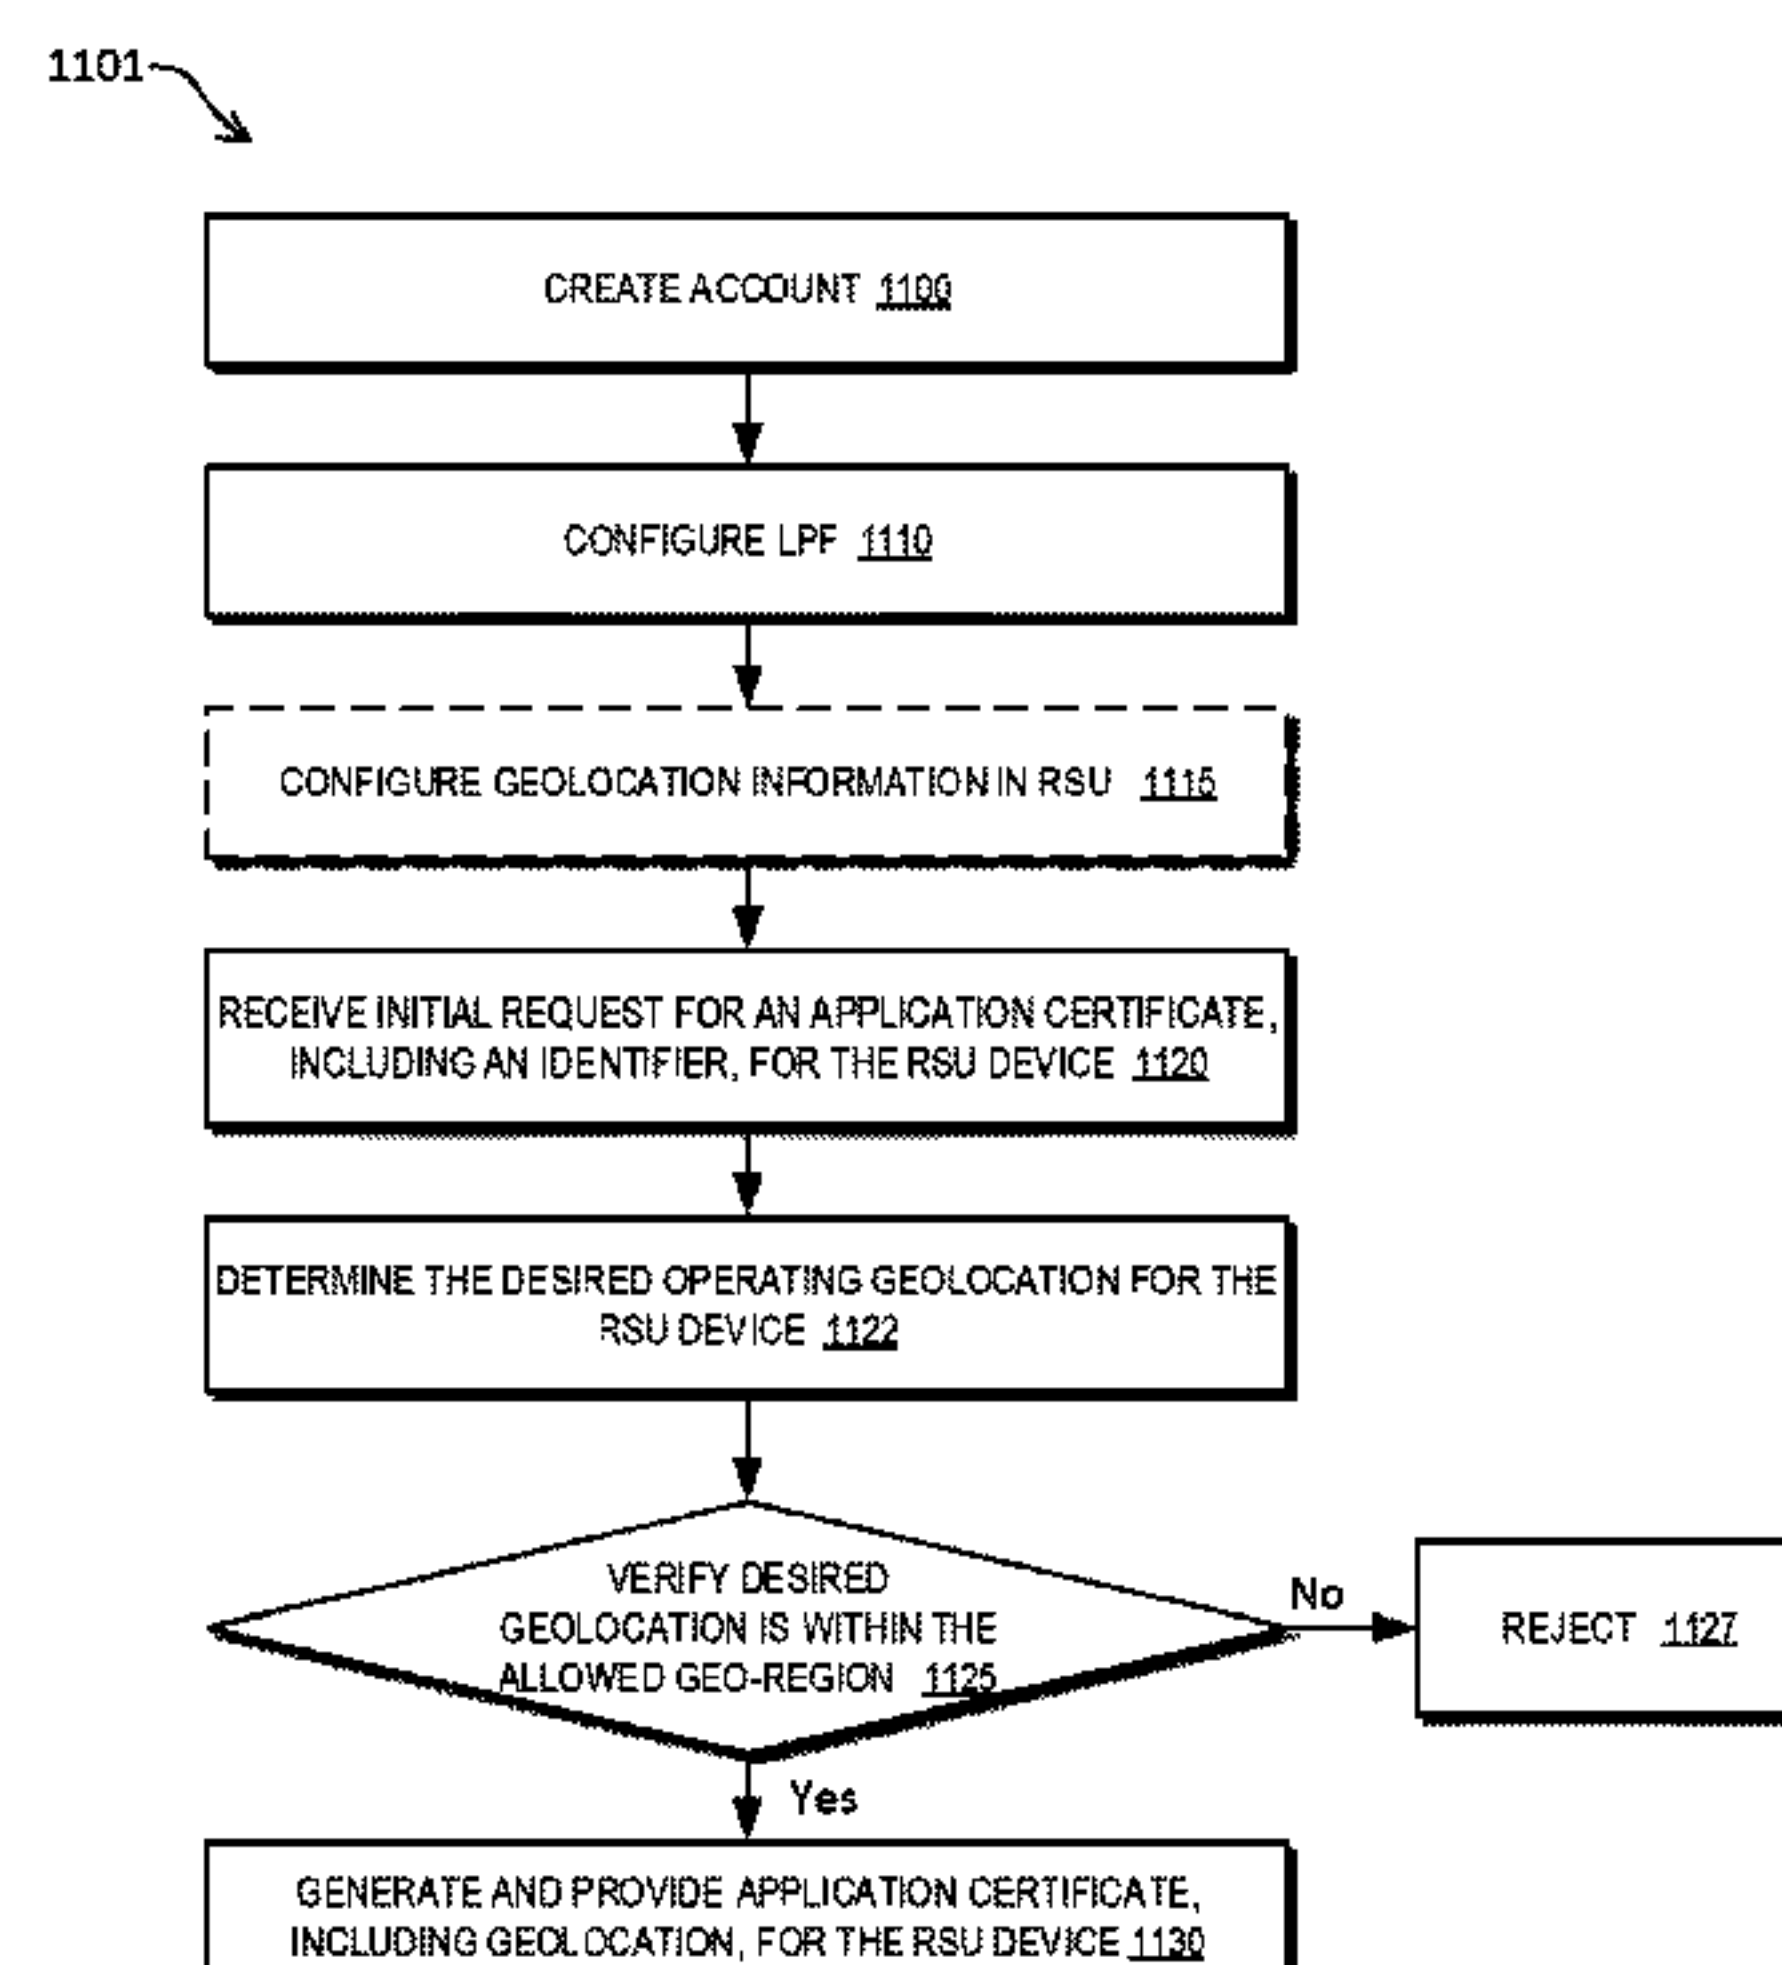 1101
CREATE ACCOUNT 1100
CONFIGURE LPF 1110
CONFIGURE GEOLOCATION INFORMATION IN RSU 1115
RECEIVE INITIAL REQUEST FOR AN APPLICATION CERTIFICATE,
INCLUDING AN IDENTIFIER, FOR THE RSU DEVICE 1120
DETERMINE THE DESIRED OPERATING GEOLOCATION FOR THE
RSU DEVICE 1122
VERIFY DESIRED
GEOLOCATION IS WITHIN THE
ALLOWED GEO-REGION 1125
No
REJECT 1127
Yes
GENERATE AND PROVIDE APPLICATION CERTIFICATE,
INCLUDING GEOLOCATION, FOR THE RSU DEVICE 1130